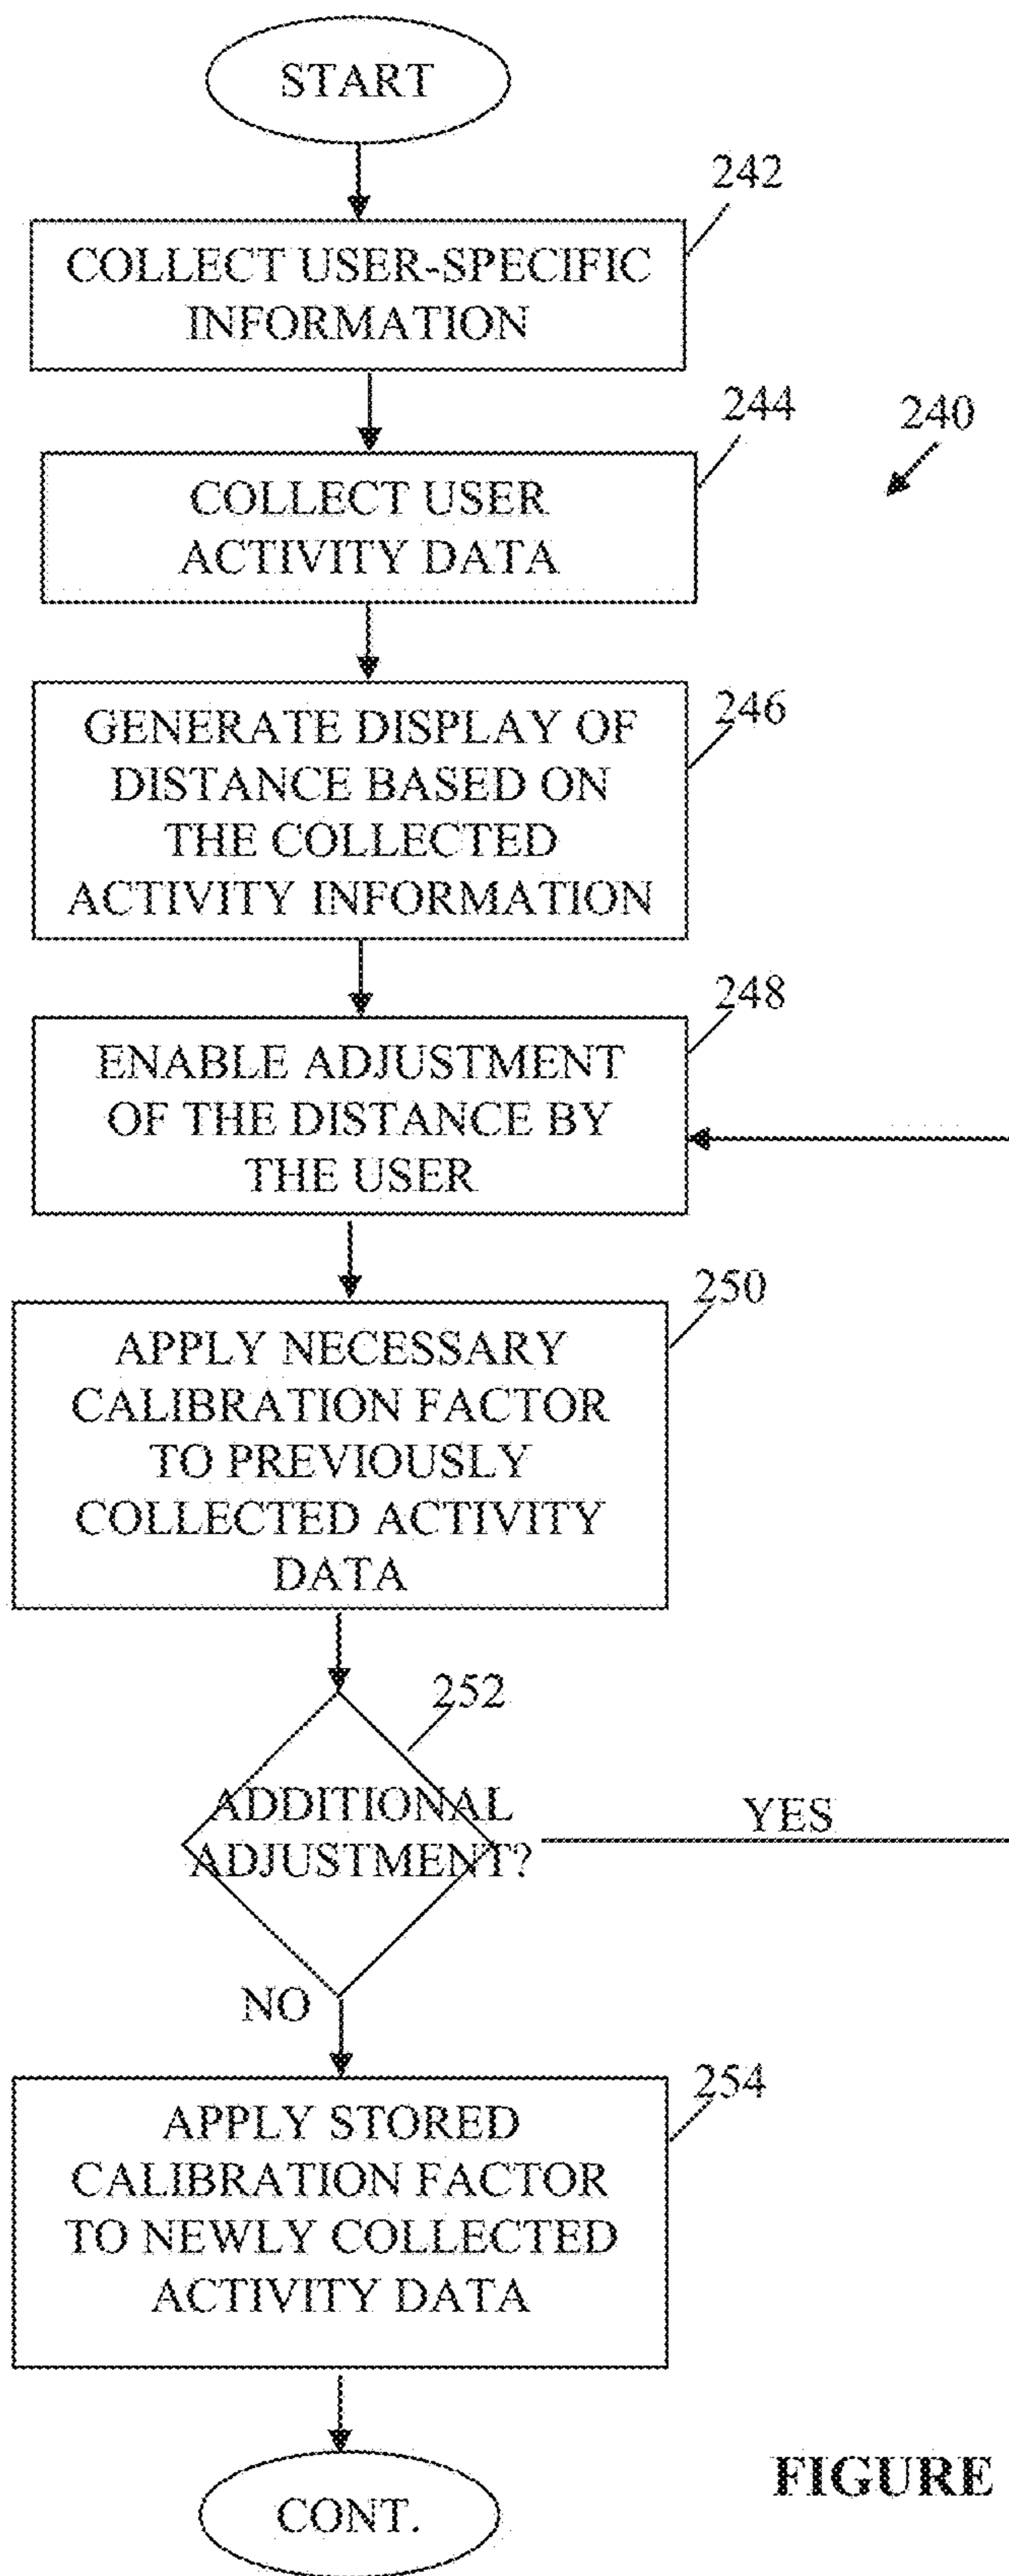 START
242
COLLECT USER-SPECIFIC
INFORMATION
244
240
COLLECT USER
ACTIVITY DATA
246
GENERATE DISPLAY OF
DISTANCE BASED ON
THE COLLECTED
ACTIVITY INFORMATION
248
ENABLE ADJUSTMENT
OF THE DISTANCE BY
THE USER
250
APPLY NECESSARY
CALIBRATION FACTOR
TO PREVIOUSLY
COLLECTED ACTIVITY
DATA
252
ADDITIONAL
ADJUSTMENT?
YES
NO
254
APPLY STORED
CALIBRATION FACTOR
TO NEWLY COLLECTED
ACTIVITY DATA
FIGURE
CONT.